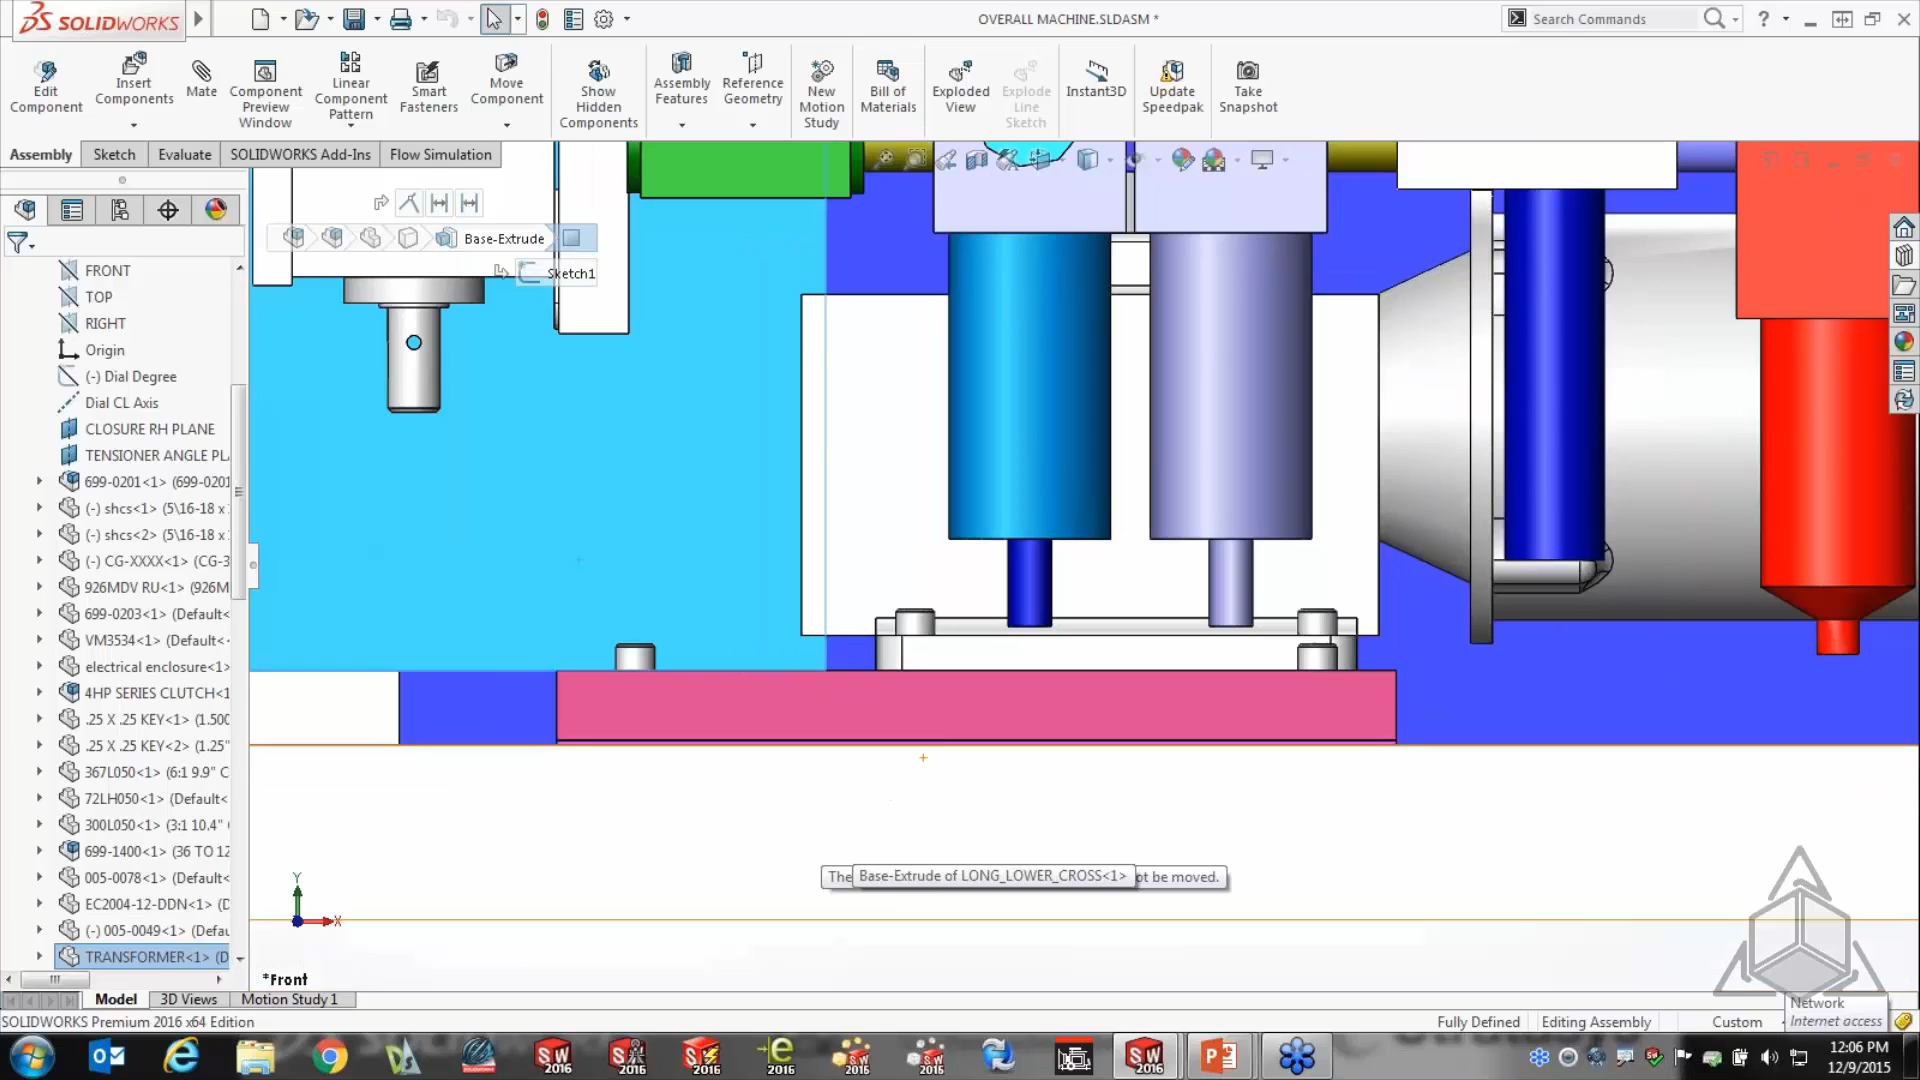 SOLIDWORKS
OVERALL MACHINE.SLDASM *
Search Commands
Edit Component
Insert Components
Mate
Component Preview Window
Linear Component Pattern
Smart Fasteners
Move Component
Show Hidden Components
Assembly Features
Reference Geometry
New Motion Study
Bill of Materials
Exploded View
Explode Line Sketch
Instant3D
Update Speedpak
Take Snapshot
Assembly
Sketch
Evaluate
SOLIDWORKS Add-Ins
Flow Simulation
Base-Extrude
Sketch1
FRONT
TOP
RIGHT
Origin
(-) Dial Degree
Dial CL Axis
CLOSURE RH PLANE
TENSIONER ANGLE PL
699-0201<1> (699-0201
(-) shcs<1> (5\16-18 x
(-) shcs<2> (5\16-18 x
(-) CG-XXXX<1> (CG-3
926MDV RU<1> (926M
699-0203<1> (Default<
VM3534<1> (Default<
electrical enclosure<1>
4HP SERIES CLUTCH<1
.25 X .25 KEY<1> (1.500
.25 X .25 KEY<2> (1.25"
367L050<1> (6:1 9.9" C
72LH050<1> (Default<
300L050<1> (3:1 10.4"
699-1400<1> (36 TO 12
005-0078<1> (Default<
EC2004-12-DDN<1> (D
(-) 005-0049<1> (Defau
TRANSFORMER<1> (D
The Base-Extrude of LONG_LOWER_CROSS<1> ot be moved.
Y
X
*Front
Model
3D Views
Motion Study 1
SOLIDWORKS Premium 2016 x64 Edition
Fully Defined
Editing Assembly
Custom
Network
Internet access
SW 2016
2016
2016
2016
2015
2015
SW 2016
12:06 PM
12/9/2015